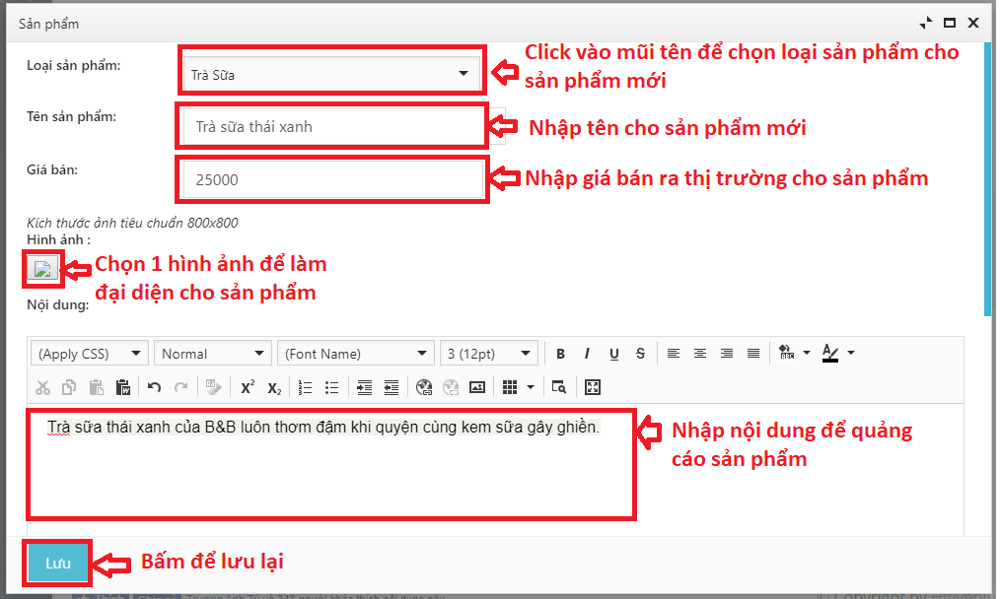 Sản phẩm
Click vào mũi tên để chọn loại sản phẩm cho
sản phẩm mới
Loại sản phẩm:
Trà Sữa
Tên sản phẩm:
Trà sữa thái xanh
Nhập tên cho sản phẩm mới
Giá bán:
25000
Nhập giá bán ra thị trường cho sản phẩm
Kích thước ảnh tiêu chuẩn 800x800
Hình ảnh :
Chọn 1 hình ảnh để làm
đại diện cho sản phẩm
Nội dung:
(Apply CSS) Normal (Font Name) 3 (12pt) B I U S ABC A
X² X₂
Trà sữa thái xanh của B&B luôn thơm đậm khi quyện cùng kem sữa gây ghiền.
Nhập nội dung để quảng
cáo sản phẩm
Lưu
Bấm để lưu lại